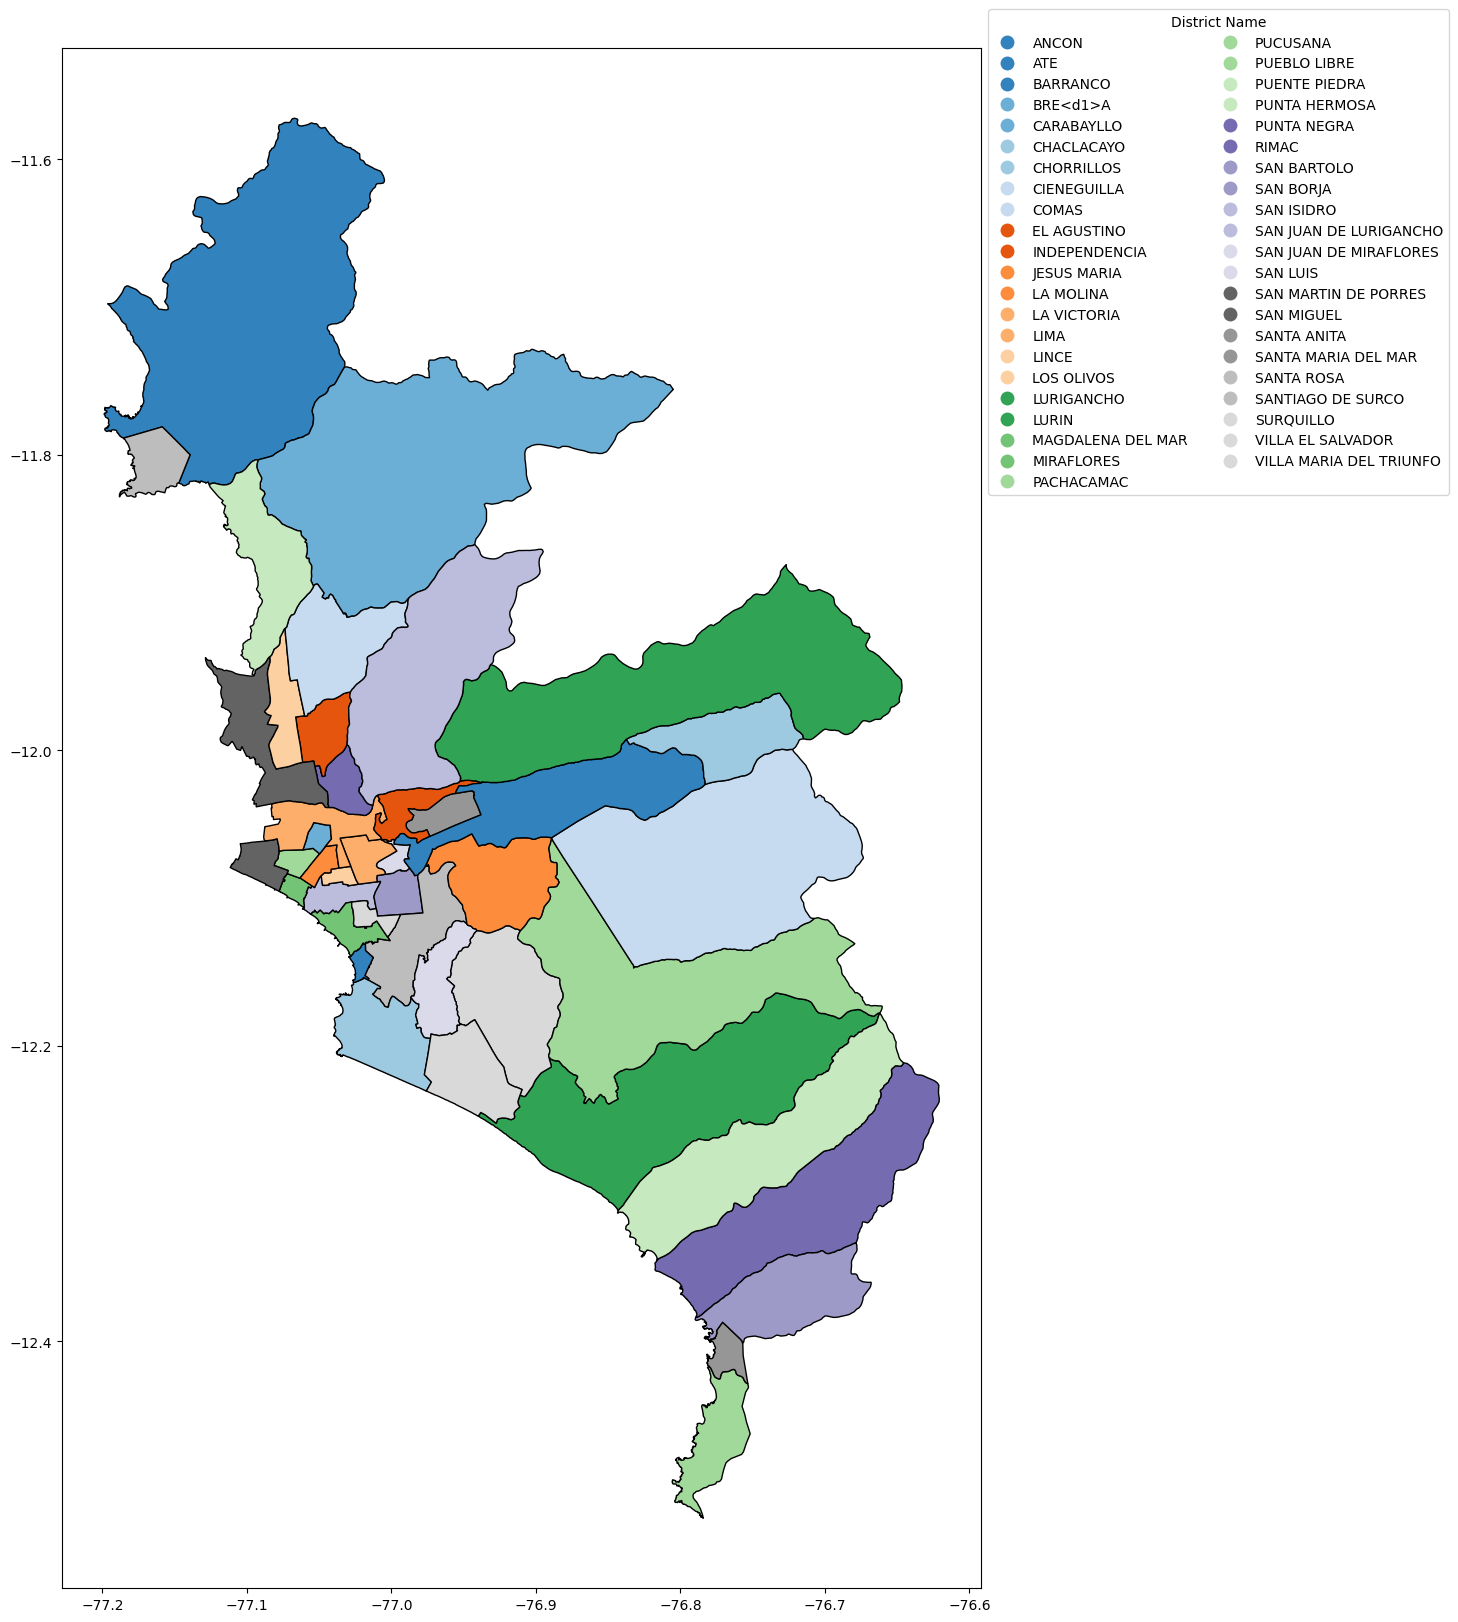 District Name
ANCON
ATE
BARRANCO
BRE<d1>A
CARABAYLLO
CHACLACAYO
CHORRILLOS
CIENEGUILLA
COMAS
EL AGUSTINO
INDEPENDENCIA
JESUS MARIA
LA MOLINA
LA VICTORIA
LIMA
LINCE
LOS OLIVOS
LURIGANCHO
LURIN
MAGDALENA DEL MAR
MIRAFLORES
PACHACAMAC
PUCUSANA
PUEBLO LIBRE
PUENTE PIEDRA
PUNTA HERMOSA
PUNTA NEGRA
RIMAC
SAN BARTOLO
SAN BORJA
SAN ISIDRO
SAN JUAN DE LURIGANCHO
SAN JUAN DE MIRAFLORES
SAN LUIS
SAN MARTIN DE PORRES
SAN MIGUEL
SANTA ANITA
SANTA MARIA DEL MAR
SANTA ROSA
SANTIAGO DE SURCO
SURQUILLO
VILLA EL SALVADOR
VILLA MARIA DEL TRIUNFO
−11.6
−11.8
−12.0
−12.2
−12.4
−77.2 −77.1 −77.0 −76.9 −76.8 −76.7 −76.6